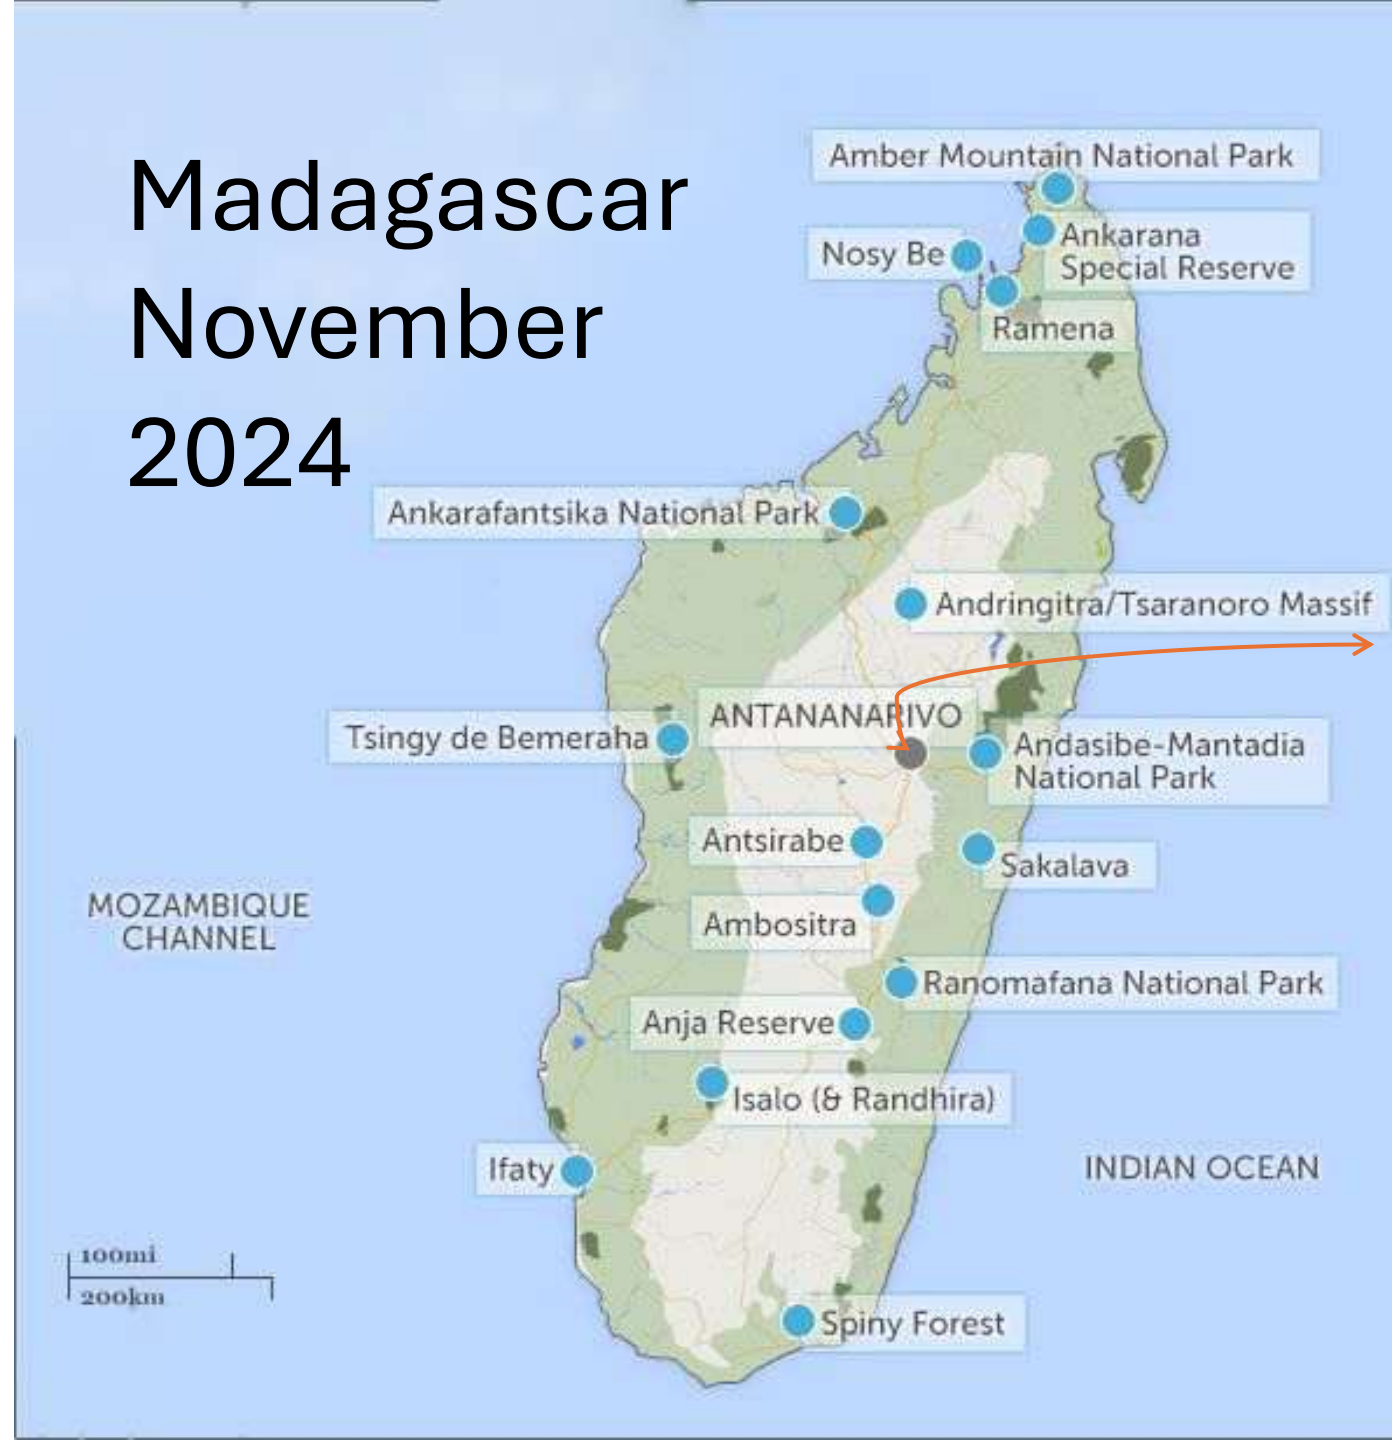 Madagascar
November
2024
Amber Mountain National Park
Ankarana
Special Reserve
Nosy Be
Ramena
Ankarafantsika National Park
Andringitra/Tsaranoro Massif
ANTANANARIVO
Tsingy de Bemeraha
Andasibe-Mantadia
National Park
Antsirabe
Sakalava
MOZAMBIQUE
CHANNEL
Ambositra
Ranomafana National Park
Anja Reserve
Isalo (& Randhira)
Ifaty
INDIAN OCEAN
100mi
200km
Spiny Forest